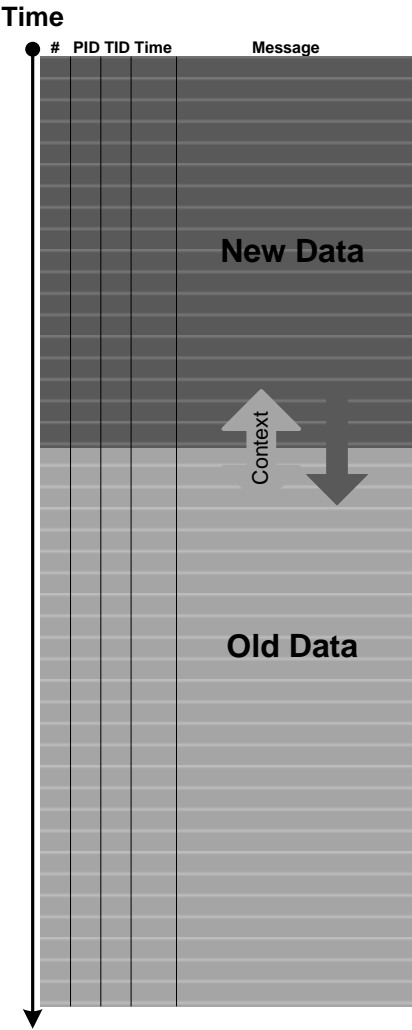 Time
# PID TID Time Message
New Data
Context
Old Data